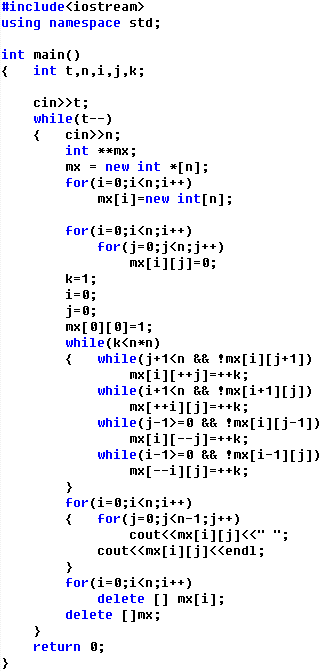 #include<iostream>
using namespace std;

int main()
{   int t,n,i,j,k;

    cin>>t;
    while(t--)
    {   cin>>n;
        int **mx;
        mx = new int *[n];
        for(i=0;i<n;i++)
            mx[i]=new int[n];

        for(i=0;i<n;i++)
            for(j=0;j<n;j++)
                mx[i][j]=0;
        k=1;
        i=0;
        j=0;
        mx[0][0]=1;
        while(k<n*n)
        {   while(j+1<n && !mx[i][j+1])
                mx[i][++j]=++k;
            while(i+1<n && !mx[i+1][j])
                mx[++i][j]=++k;
            while(j-1>=0 && !mx[i][j-1])
                mx[i][--j]=++k;
            while(i-1>=0 && !mx[i-1][j])
                mx[--i][j]=++k;
        }
        for(i=0;i<n;i++)
        {   for(j=0;j<n-1;j++)
                cout<<mx[i][j]<<" ";
            cout<<mx[i][j]<<endl;
        }
        for(i=0;i<n;i++)
            delete [] mx[i];
        delete []mx;
    }
    return 0;
}